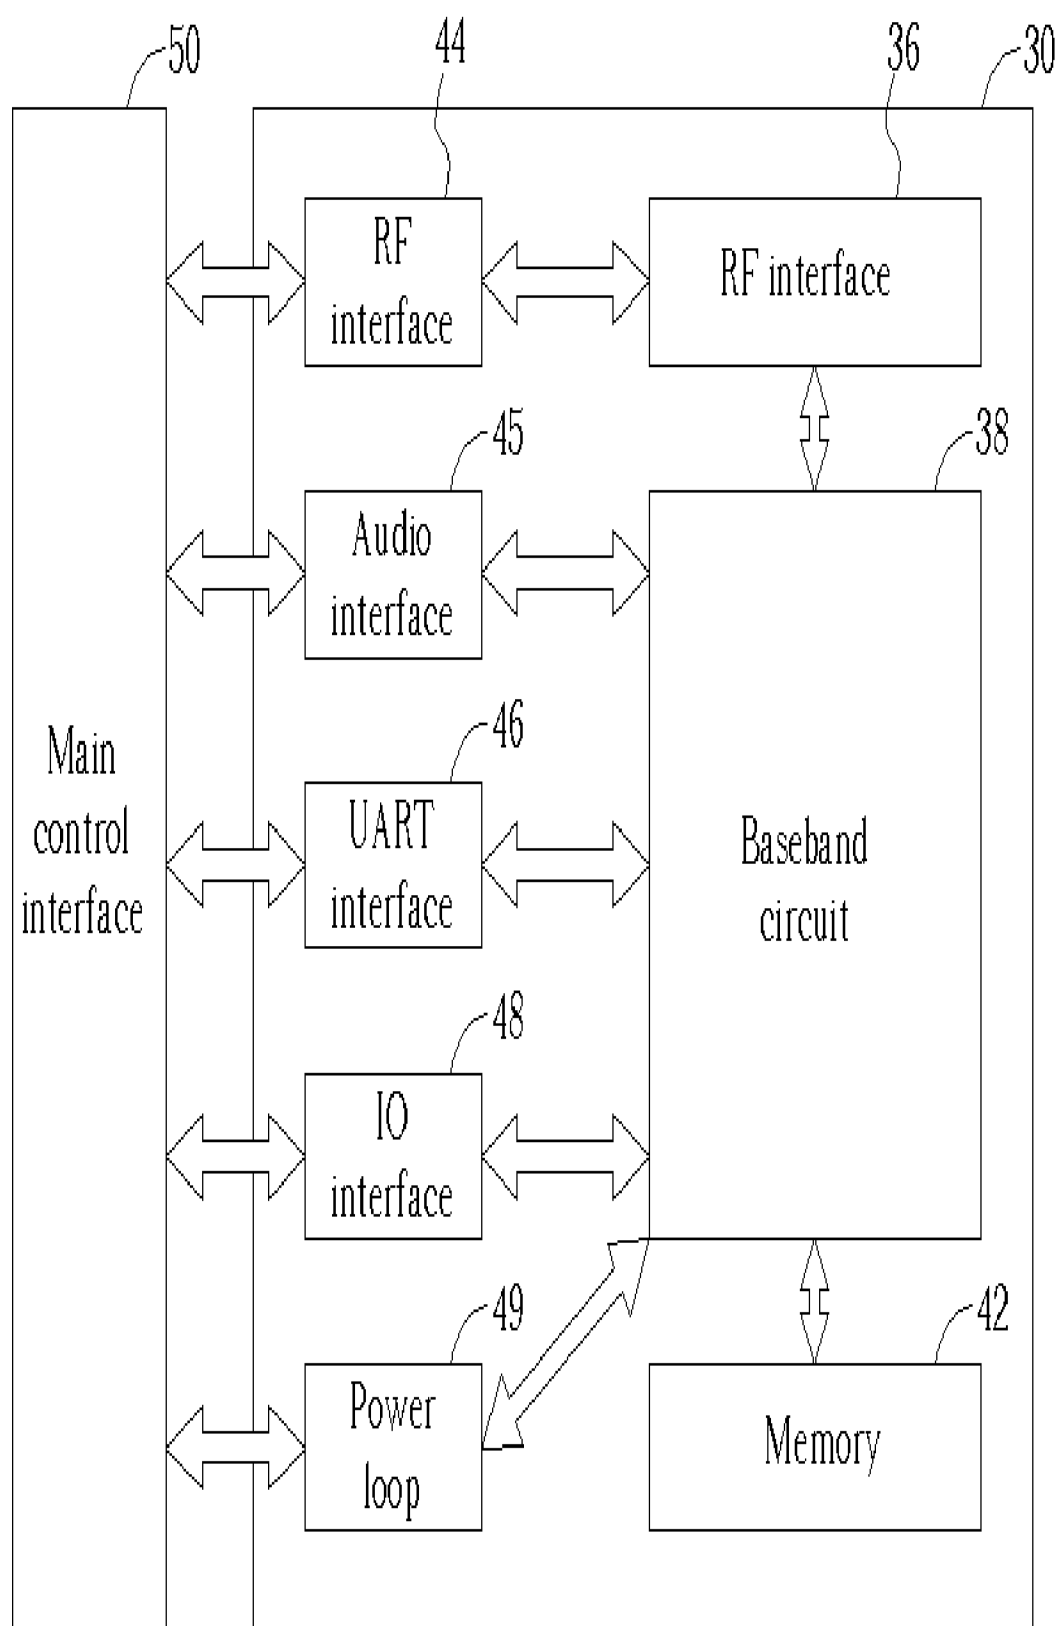 50
44
36
30
RF
interface
RF interface
45
38
Audio
interface
46
Main
control
interface
UART
interface
Baseband
circuit
48
IO
interface
49
42
Power
loop
Memory